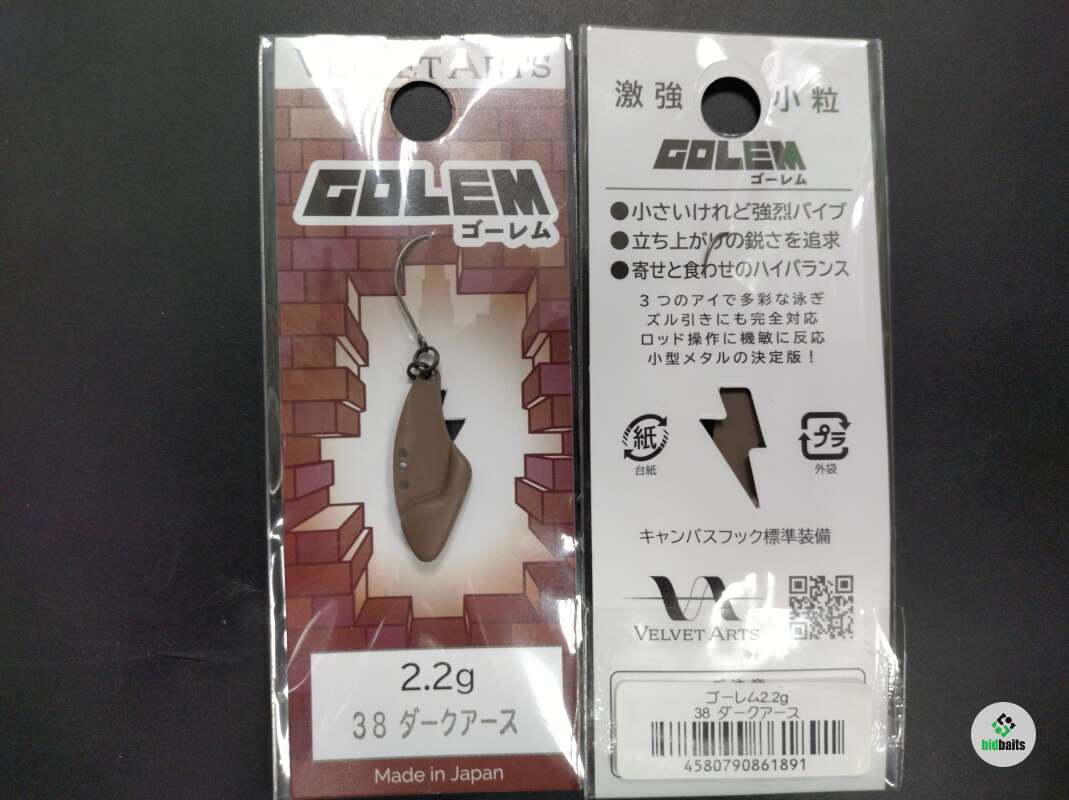 VELVET ARTS
GOLEM
ゴーレム
2.2g
38 ダークアース
Made in Japan
激強 小粒
GOLEM
ゴーレム
●小さいけれど強烈バイブ
●立ち上がりの鋭さを追求
●寄せと食わせのハイバランス
3つのアイで多彩な泳ぎ
ズル引きにも完全対応
ロッド操作に機敏に反応
小型メタルの決定版！
紙
台紙
プラ
外袋
キャンバスフック標準装備
VELVET ARTS
ゴーレム2.2g
38 ダークアース
4580790861891
bidbaits